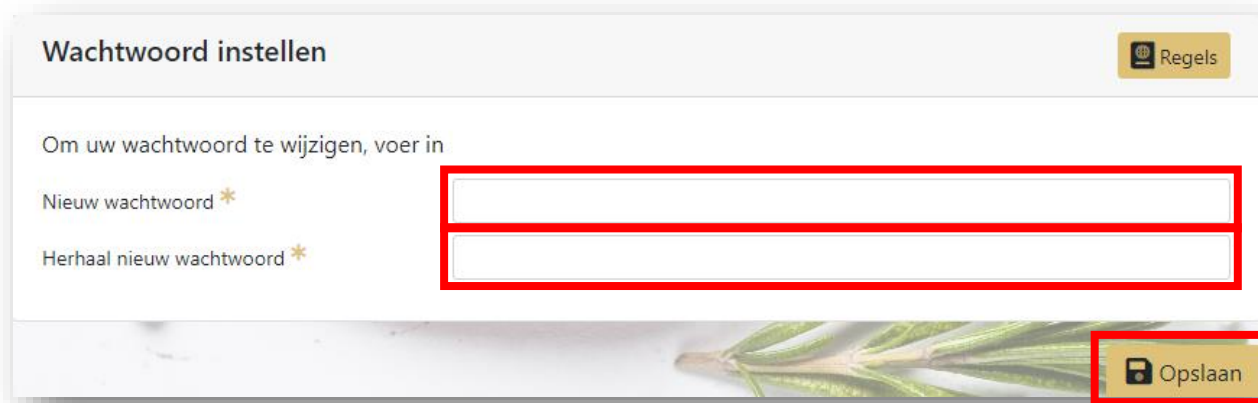 Wachtwoord instellen
Regels
Om uw wachtwoord te wijzigen, voer in
Nieuw wachtwoord *
Herhaal nieuw wachtwoord *
Opslaan